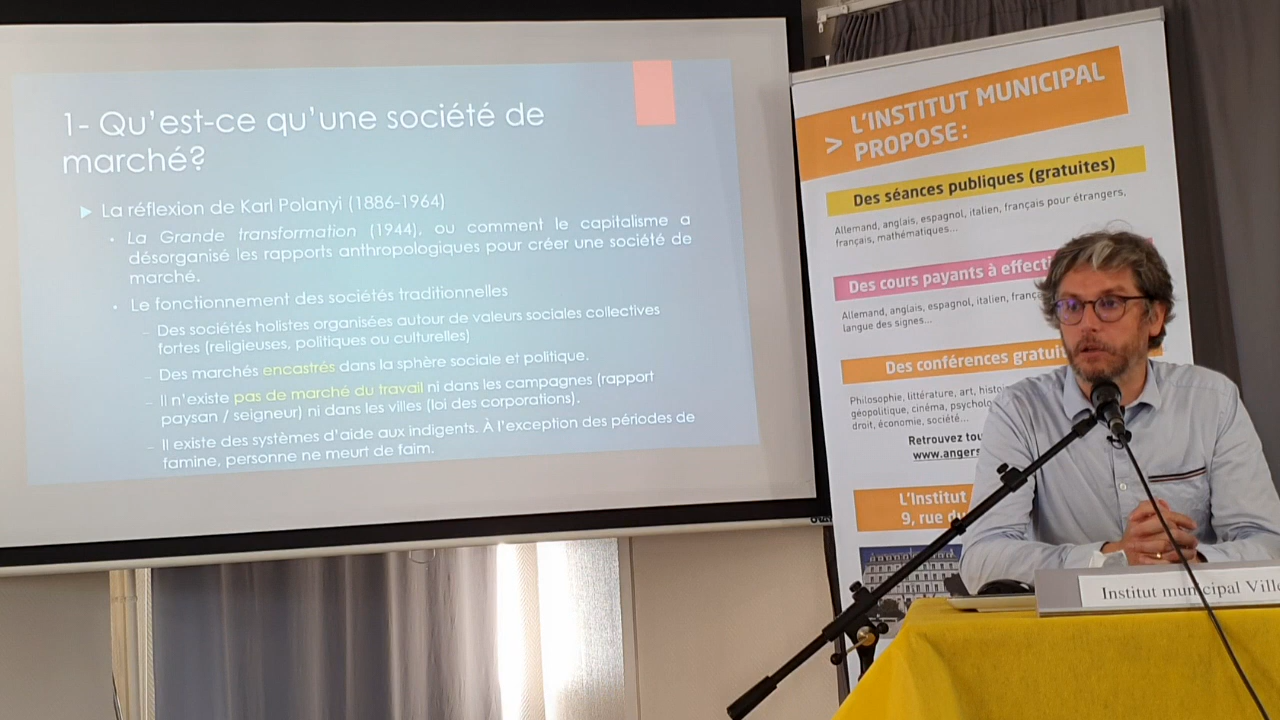 1- Qu'est-ce qu'une société de
marché?
La réflexion de Karl Polanyi (1886-1964)
La Grande transformation (1944), ou comment le capitalisme a
désorganisé les rapports anthropologiques pour créer une société de
marché.
Le fonctionnement des sociétés traditionnelles
– Des sociétés holistes organisées autour de valeurs sociales collectives
fortes (religieuses, politiques ou culturelles)
– Des marchés encastrés dans la sphère sociale et politique.
– Il n'existe pas de marché du travail ni dans les campagnes (rapport
paysan / seigneur) ni dans les villes (loi des corporations).
– Il existe des systèmes d'aide aux indigents. À l'exception des périodes de
famine, personne ne meurt de faim.
> L'INSTITUT MUNICIPAL
PROPOSE :
Des séances publiques (gratuites)
Allemand, anglais, espagnol, italien, français pour étrangers,
français, mathématiques...
Des cours payants à effecti
Allemand, anglais, espagnol, italien, frança
langue des signes...
Des conférences gratuit
Philosophie, littérature, art, histoi
géopolitique, cinéma, psycholo
droit, économie, société...
Retrouvez tou
www.angers
L'Institut
9, rue du
Institut municipal Ville